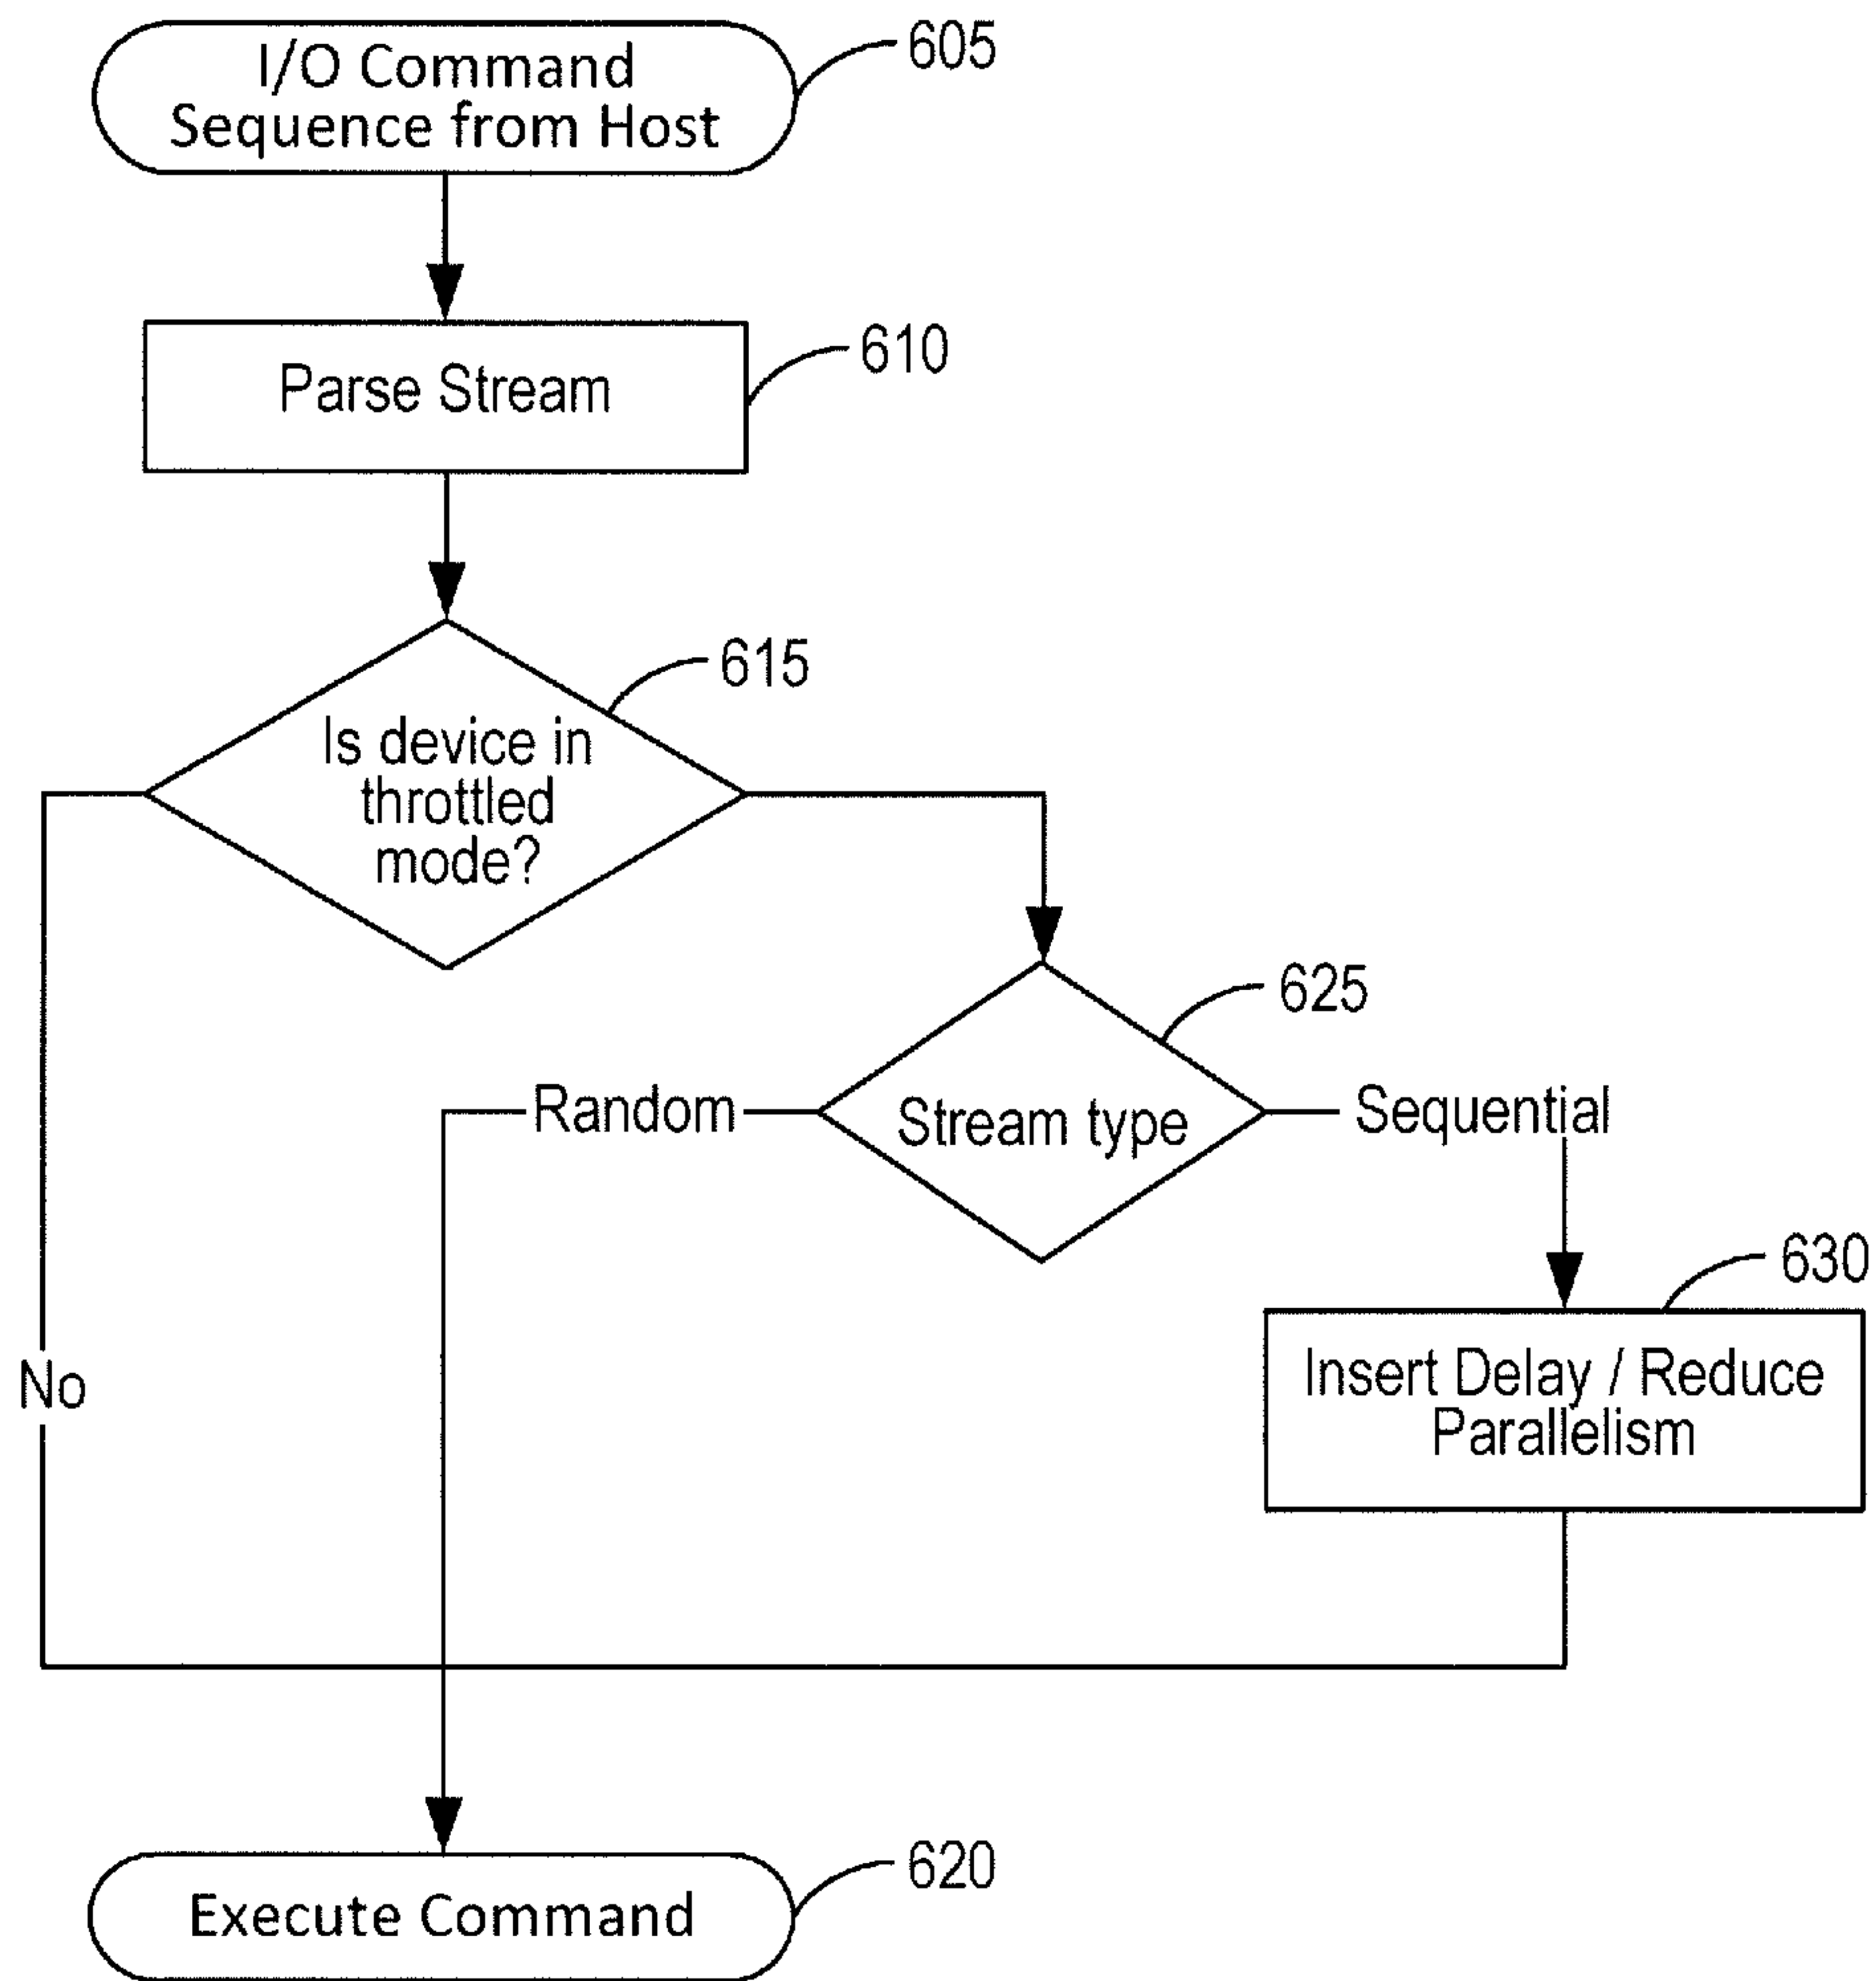 I/O Command
Sequence from Host
605
Parse Stream
610
615
Is device in
throttled
mode?
625
Random
Stream type
Sequential
630
No
Insert Delay / Reduce
Parallelism
620
Execute Command